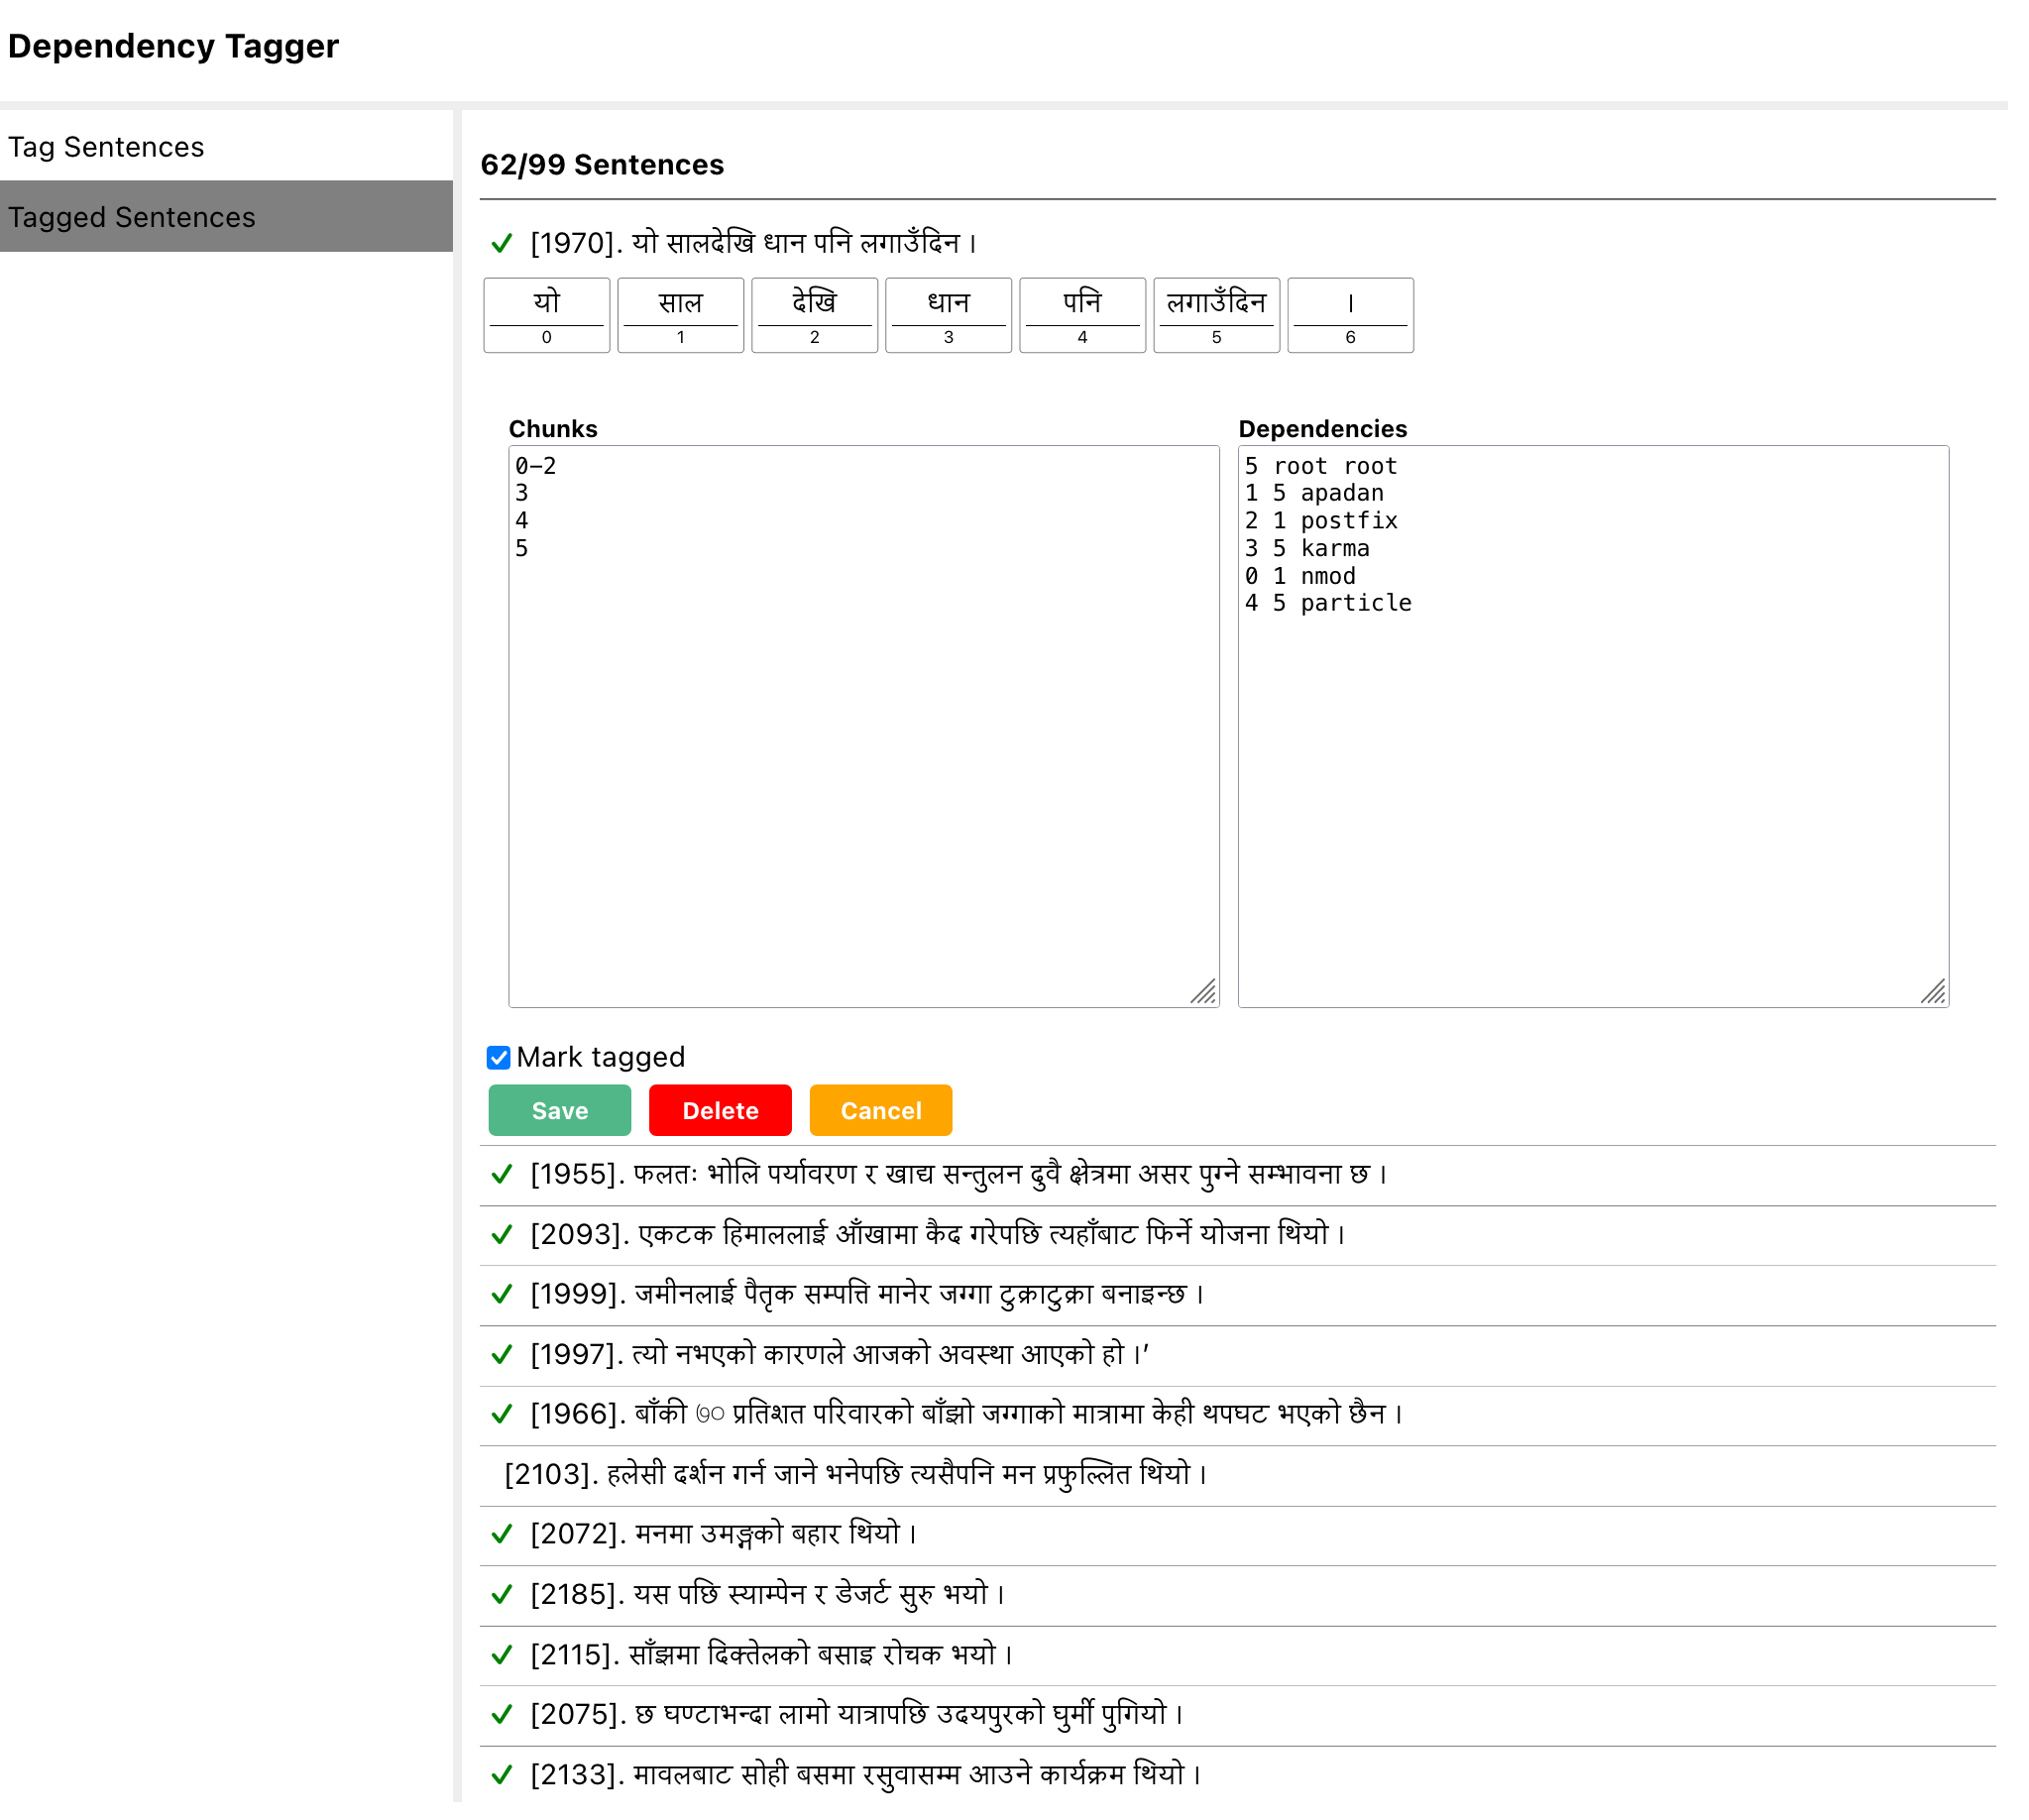 Dependency Tagger
Tag Sentences
Tagged Sentences
62/99 Sentences
[1970]. यो सालदेखि धान पनि लगाउँदिन ।
यो साल देखि धान पनि लगाउँदिन ।
0 1 2 3 4 5 6
Chunks
0-2
3
4
5
Dependencies
5 root root
1 5 apadan
2 1 postfix
3 5 karma
0 1 nmod
4 5 particle
Mark tagged
Save Delete Cancel
[1955]. फलतः भोलि पर्यावरण र खाद्य सन्तुलन दुवै क्षेत्रमा असर पुग्ने सम्भावना छ ।
[2093]. एकटक हिमाललाई आँखामा कैद गरेपछि त्यहाँबाट फिर्ने योजना थियो ।
[1999]. जमीनलाई पैतृक सम्पत्ति मानेर जग्गा टुक्राटुक्रा बनाइन्छ ।
[1997]. त्यो नभएको कारणले आजको अवस्था आएको हो ।’
[1966]. बाँकी ७० प्रतिशत परिवारको बाँझो जग्गाको मात्रामा केही थपघट भएको छैन ।
[2103]. हलेसी दर्शन गर्न जाने भनेपछि त्यसैपनि मन प्रफुल्लित थियो ।
[2072]. मनमा उमङ्गको बहार थियो ।
[2185]. यस पछि स्याम्पेन र डेजर्ट सुरु भयो ।
[2115]. साँझमा दिक्तेलको बसाइ रोचक भयो ।
[2075]. छ घण्टाभन्दा लामो यात्रापछि उदयपुरको घुर्मी पुगियो ।
[2133]. मावलबाट सोही बसमा रसुवासम्म आउने कार्यक्रम थियो ।